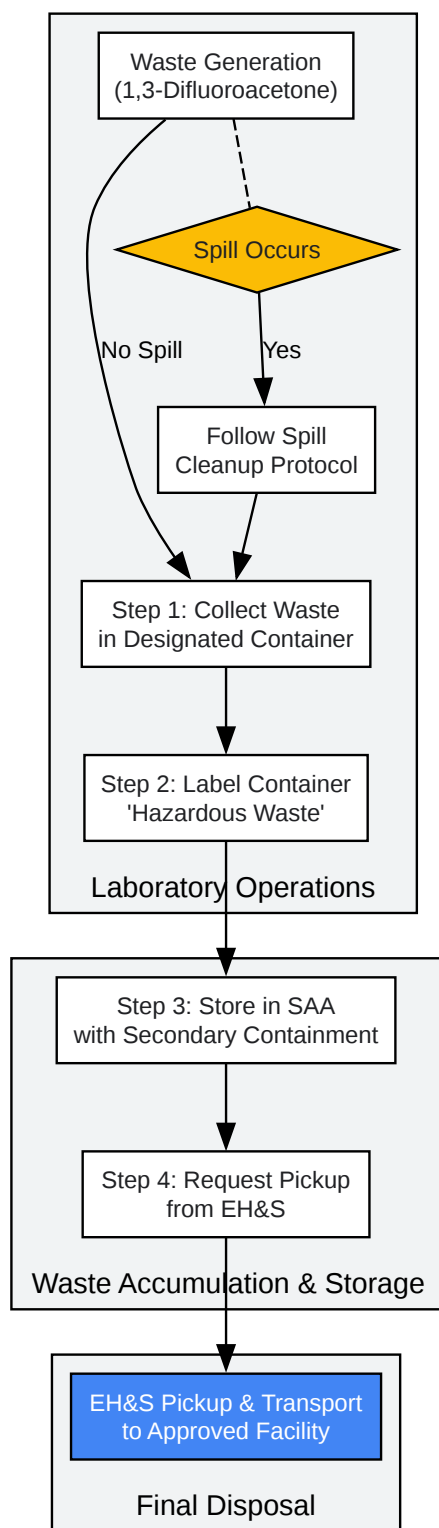 Waste Generation
(1,3-Difluoroacetone)
Spill Occurs
No Spill
Yes
Follow Spill
Cleanup Protocol
Step 1: Collect Waste
in Designated Container
Step 2: Label Container
'Hazardous Waste'
Laboratory Operations
Step 3: Store in SAA
with Secondary Containment
Step 4: Request Pickup
from EH&S
Waste Accumulation & Storage
EH&S Pickup & Transport
to Approved Facility
Final Disposal